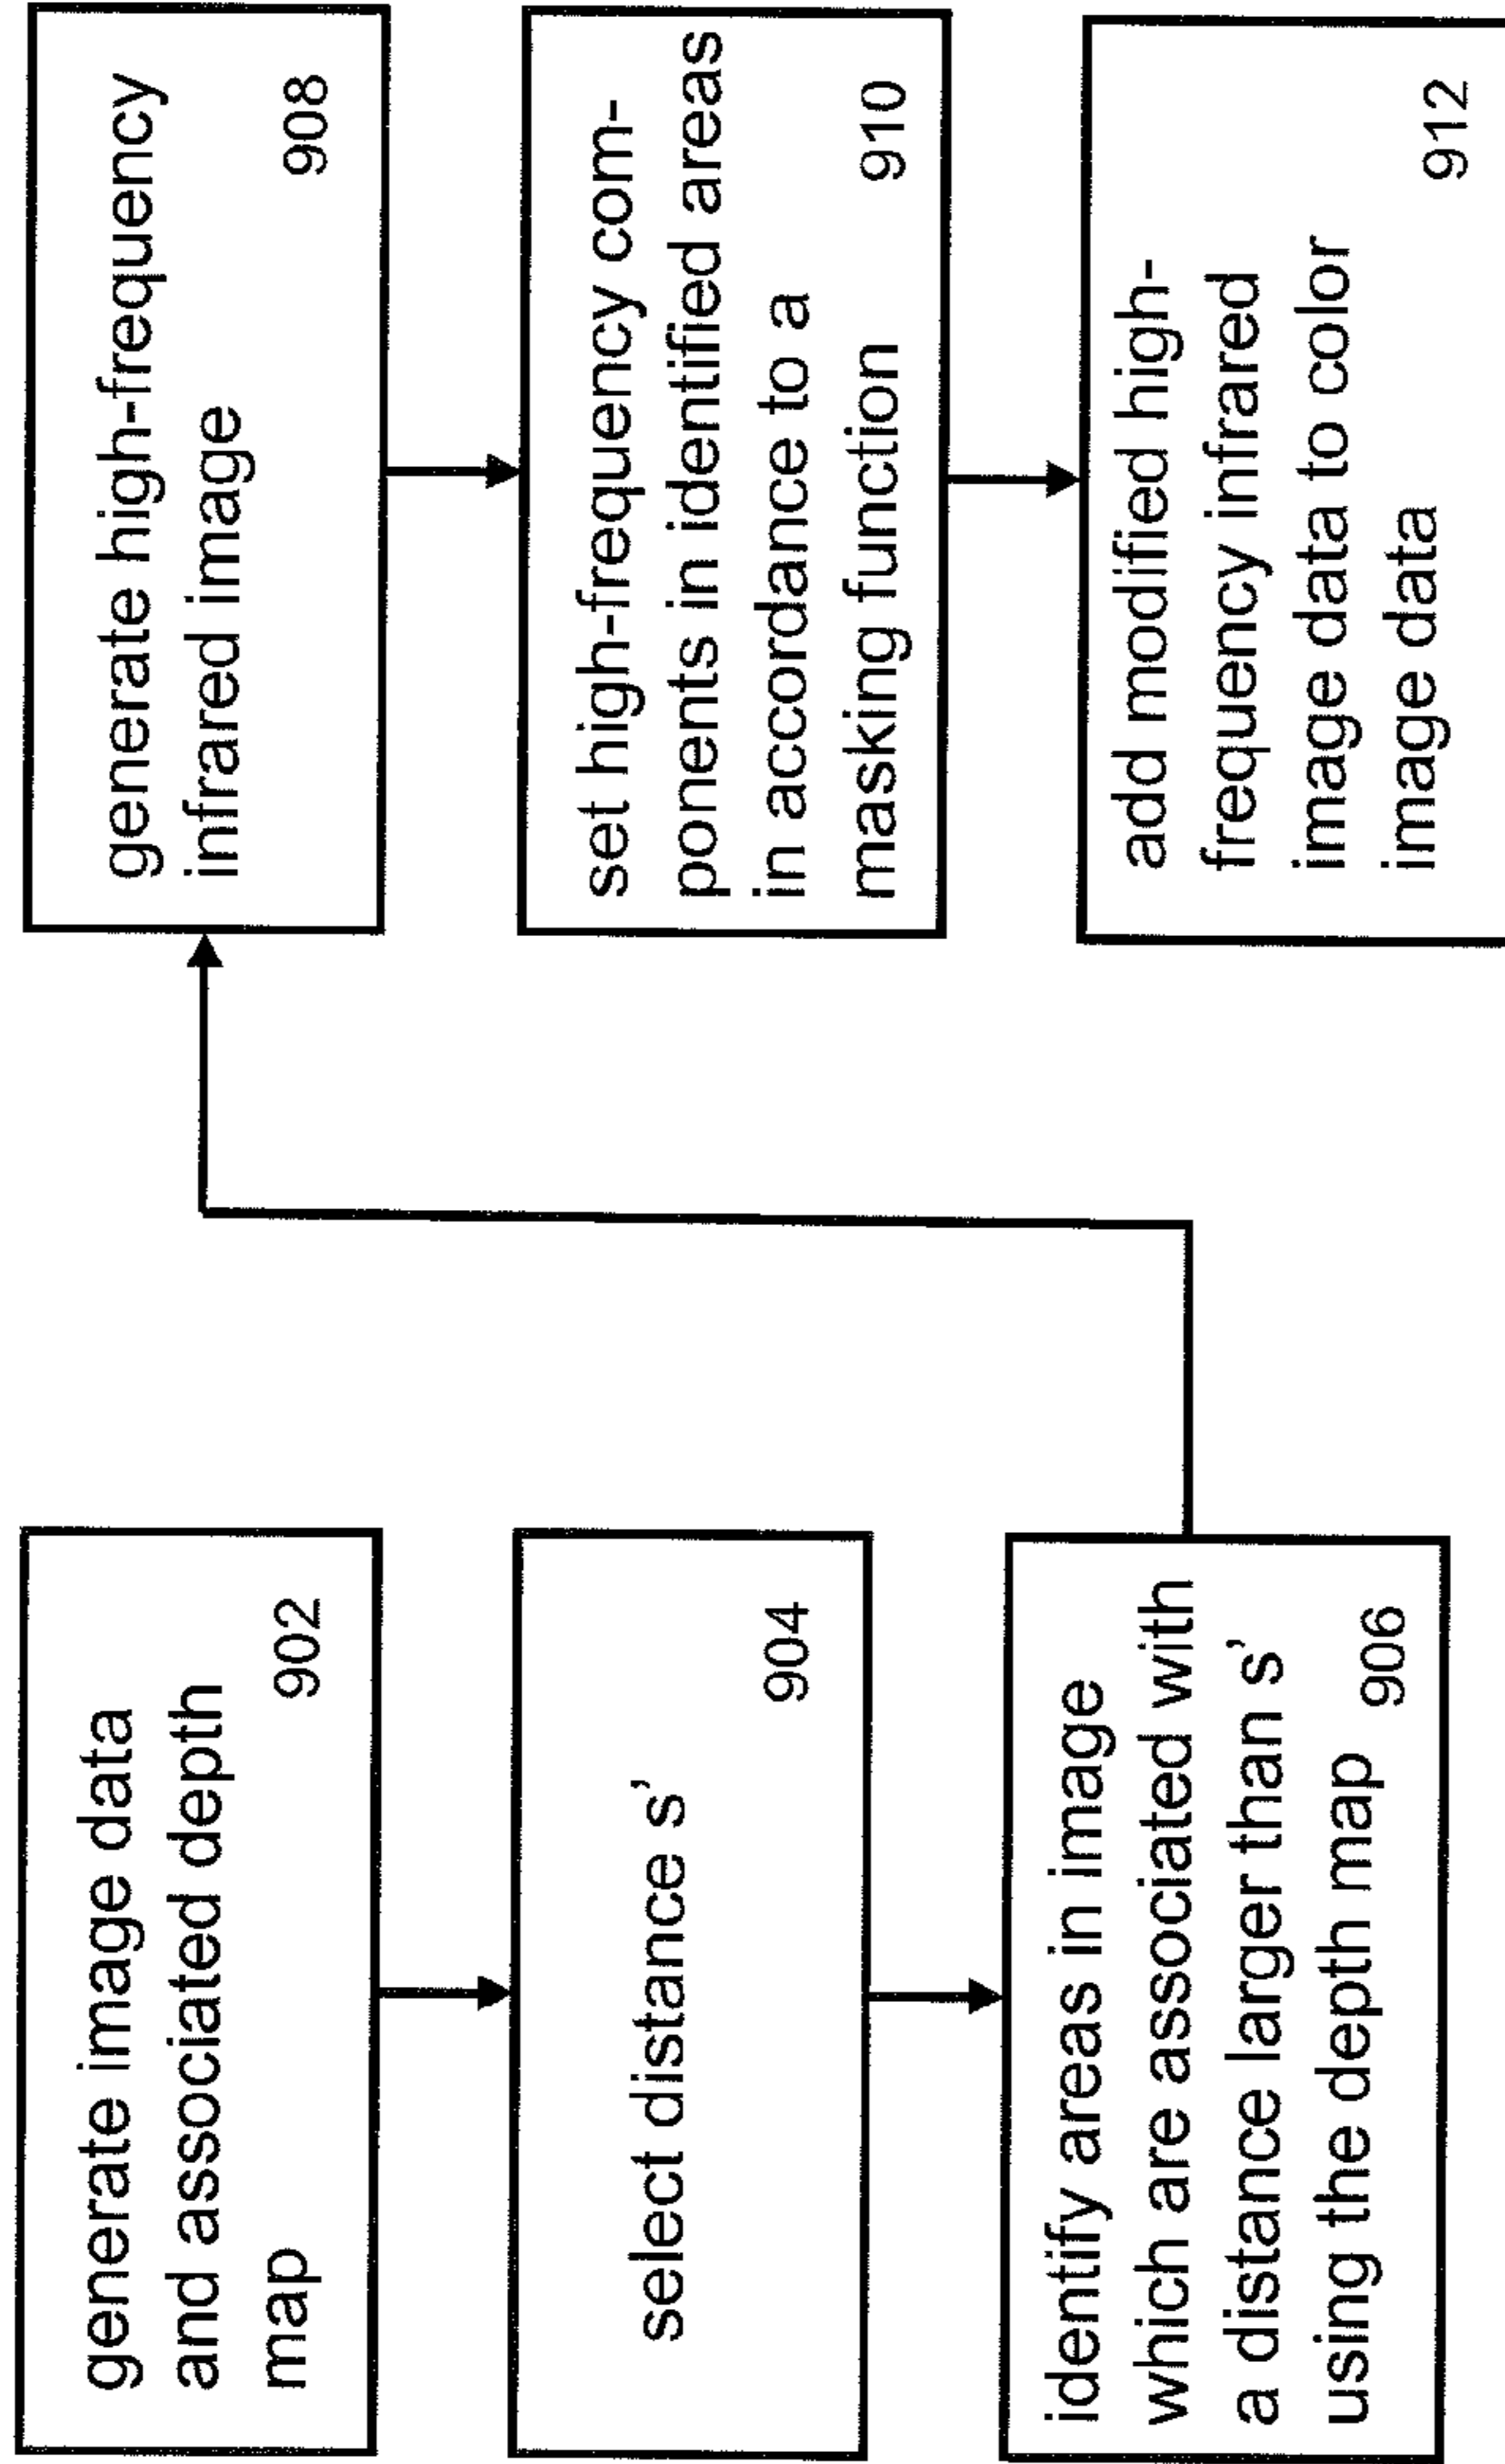 generate image data
and associated depth
map
902
select distance s’
904
identify areas in image
which are associated with
a distance larger than s’
using the depth map
906
generate high-frequency
infrared image
908
set high-frequency com-
ponents in identified areas
in accordance to a
masking function
910
add modified high-
frequency infrared
image data to color
image data
912